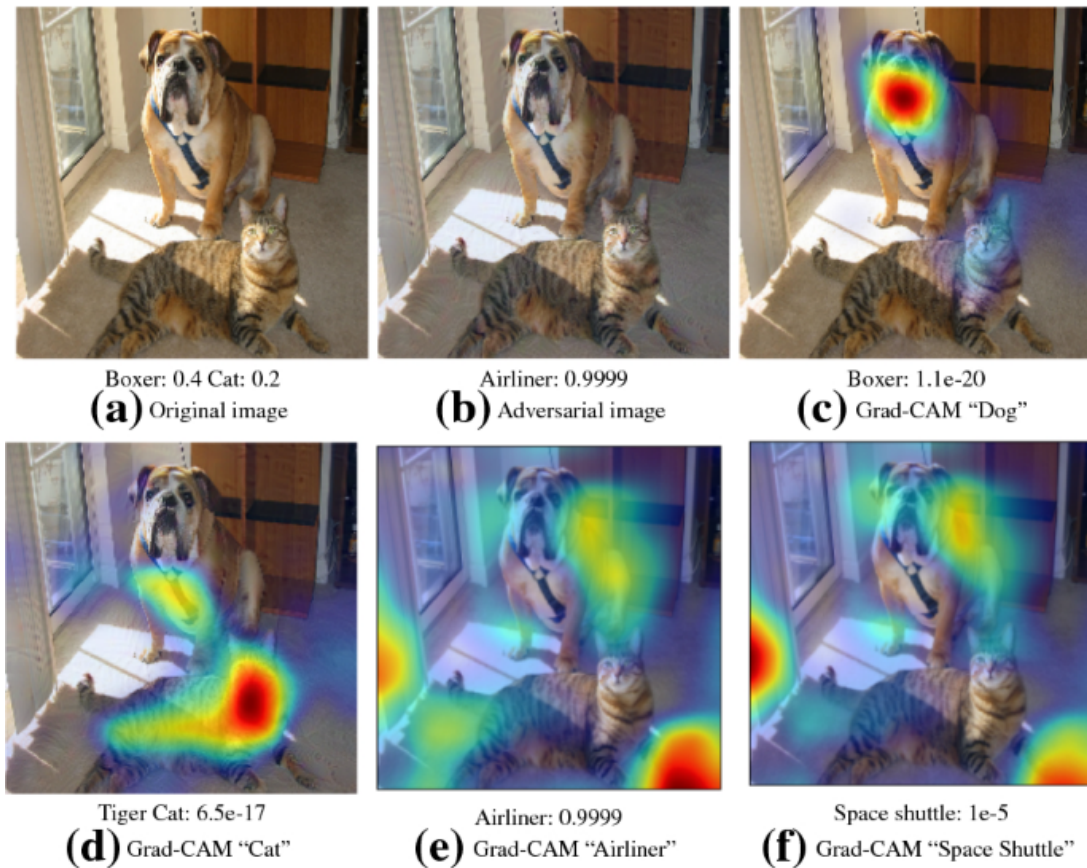 Boxer: 0.4 Cat: 0.2
(a) Original image
Airliner: 0.9999
(b) Adversarial image
Boxer: 1.1e-20
(c) Grad-CAM “Dog”
Tiger Cat: 6.5e-17
(d) Grad-CAM “Cat”
Airliner: 0.9999
(e) Grad-CAM “Airliner”
Space shuttle: 1e-5
(f) Grad-CAM “Space Shuttle”